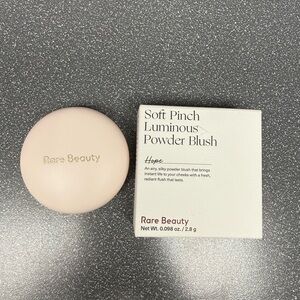 Rare Beauty
Soft Pinch
Luminous
Powder Blush
Hope
An airy, silky powder blush that brings
instant life to your cheeks with a fresh,
radiant flush that lasts.
Rare Beauty
Net Wt. 0.098 oz. / 2.8 g